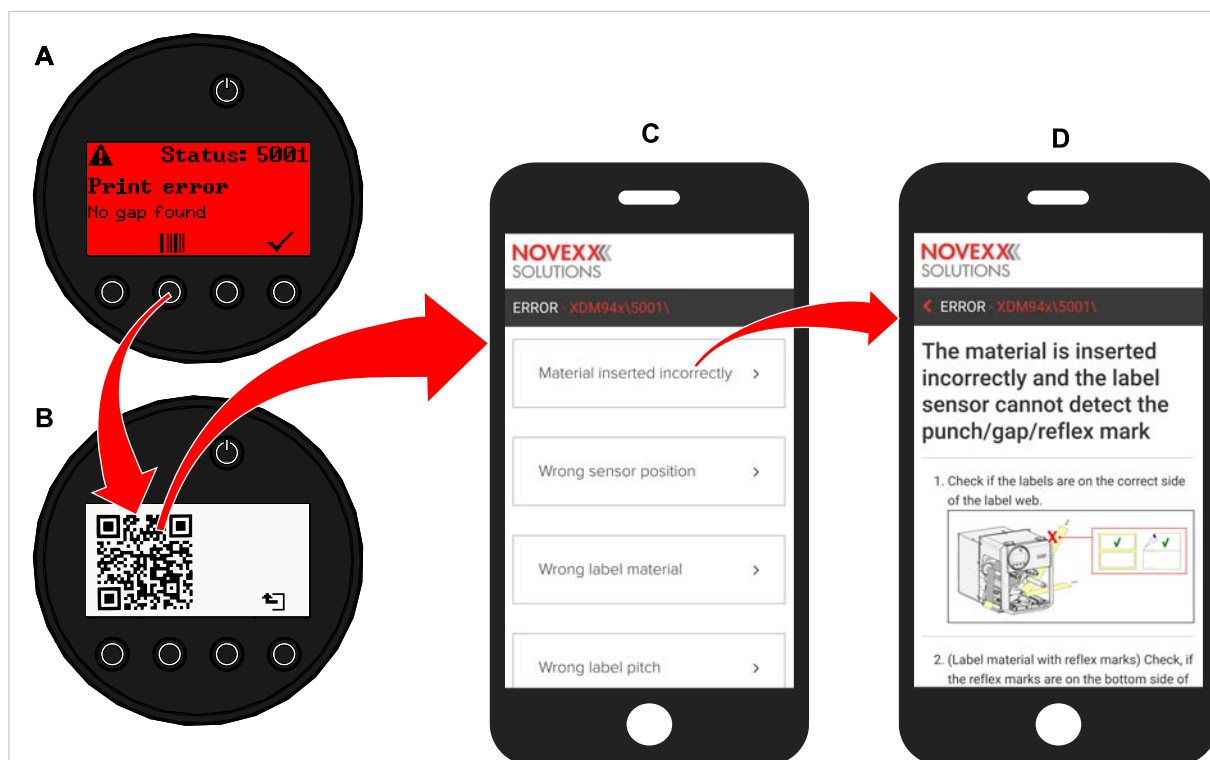 A
Status: 5001
Print error
No gap found
B
C
NOVEXX
SOLUTIONS
ERROR - XDM94x\5001\
Material inserted incorrectly
Wrong sensor position
Wrong label material
Wrong label pitch
D
NOVEXX
SOLUTIONS
ERROR - XDM94x\5001\
The material is inserted
incorrectly and the label
sensor cannot detect the
punch/gap/reflex mark
1. Check if the labels are on the correct side
of the label web.
X
2. (Label material with reflex marks) Check, if
the reflex marks are on the bottom side of